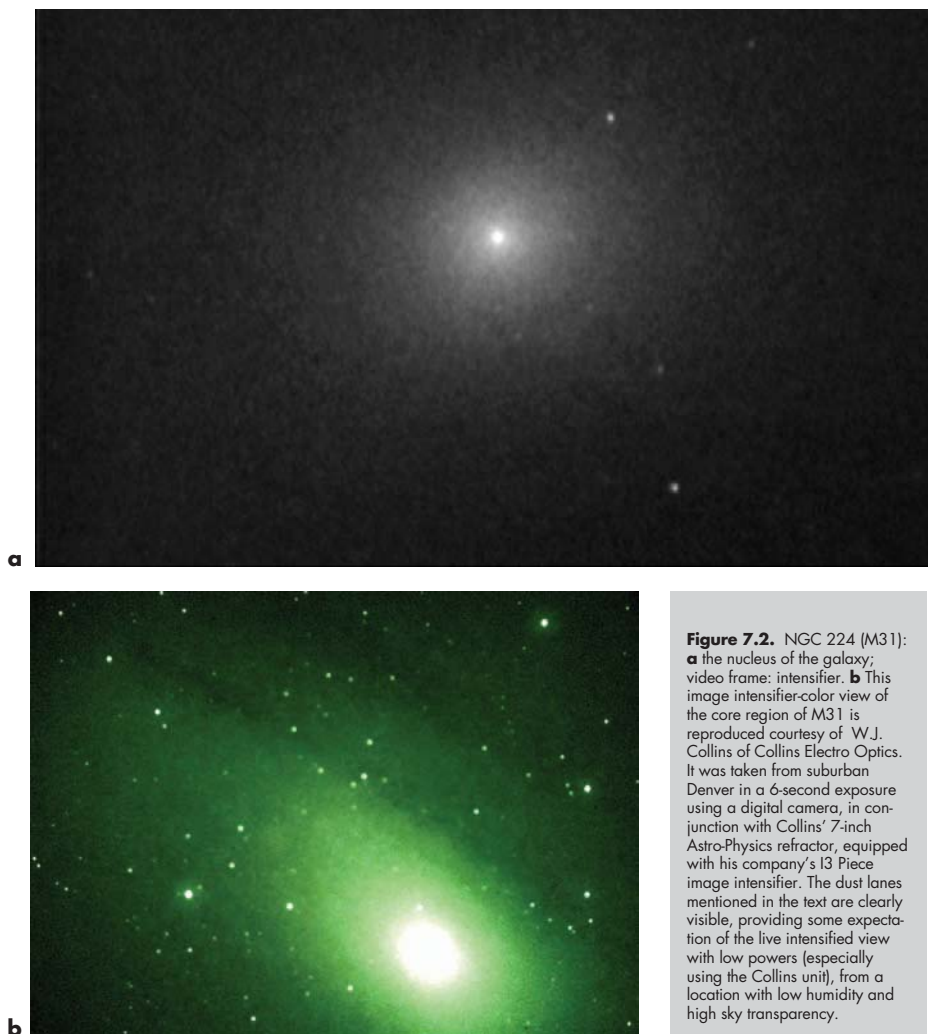 a
b
Figure 7.2. NGC 224 (M31):
a the nucleus of the galaxy;
video frame: intensifier. b This
image intensifier-color view of
the core region of M31 is
reproduced courtesy of W.J.
Collins of Collins Electro Optics.
It was taken from suburban
Denver in a 6-second exposure
using a digital camera, in con-
junction with Collins' 7-inch
Astro-Physics refractor, equipped
with his company's I3 Piece
image intensifier. The dust lanes
mentioned in the text are clearly
visible, providing some expecta-
tion of the live intensified view
with low powers (especially
using the Collins unit), from a
location with low humidity and
high sky transparency.